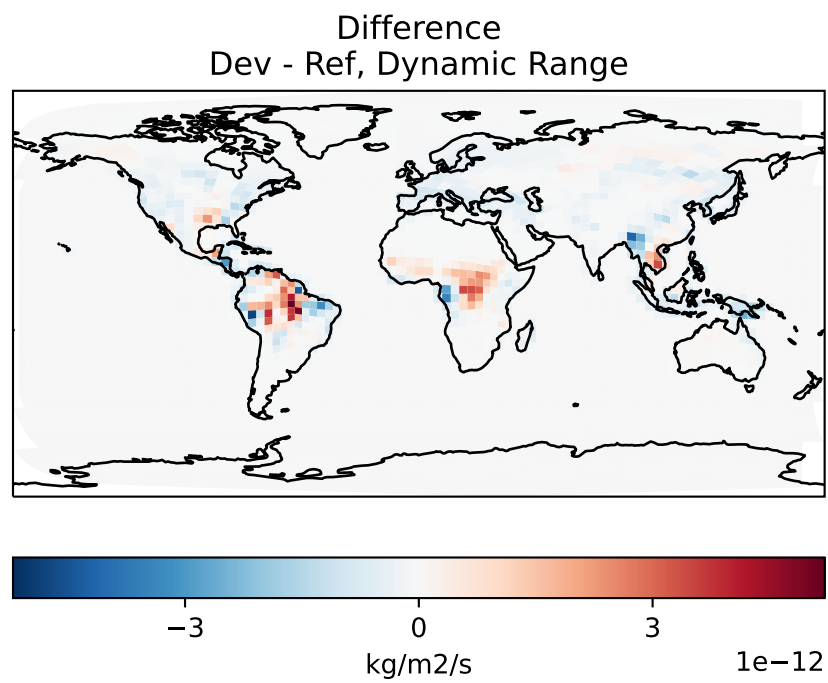 Difference
Dev - Ref, Dynamic Range
−3 0 3
1e−12
kg/m2/s